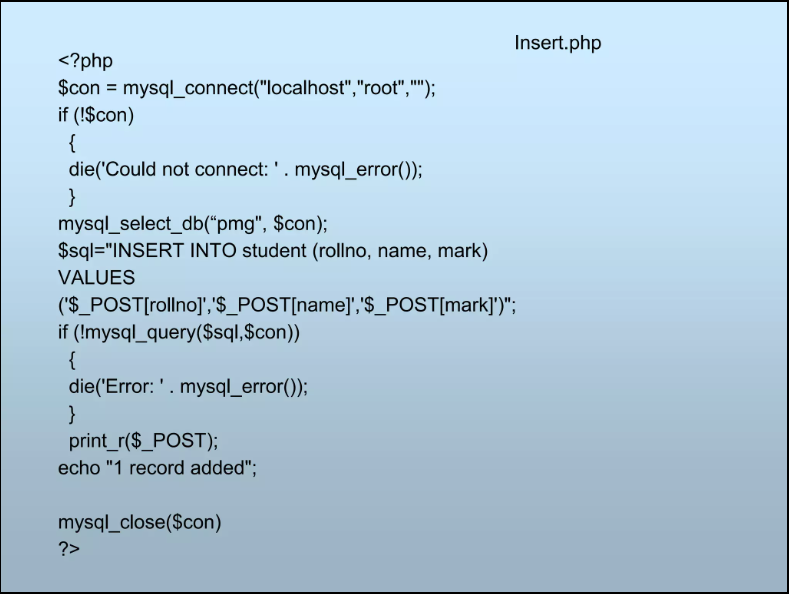 Insert.php
<?php
$con = mysql_connect("localhost","root","");
if (!$con)
{
die('Could not connect: ' . mysql_error());
}
mysql_select_db(“pmg", $con);
$sql="INSERT INTO student (rollno, name, mark)
VALUES
('$_POST[rollno]','$_POST[name]','$_POST[mark]')";
if (!mysql_query($sql,$con))
{
die('Error: ' . mysql_error());
}
print_r($_POST);
echo "1 record added";
mysql_close($con)
?>